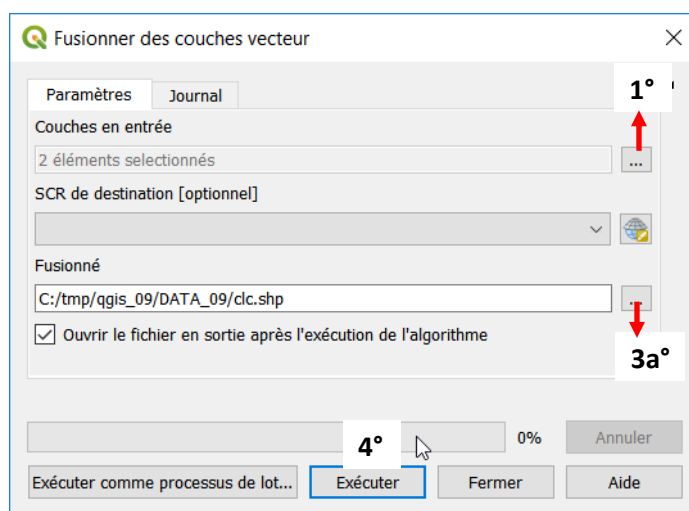 Fusionner des couches vecteur
Paramètres Journal
1°
Couches en entrée
2 éléments selectionnés
...
SCR de destination [optionnel]
Fusionné
C:/tmp/qgis_09/DATA_09/clc.shp
...
Ouvrir le fichier en sortie après l'exécution de l'algorithme
3a°
4°
0% Annuler
Exécuter comme processus de lot... Exécuter Fermer Aide